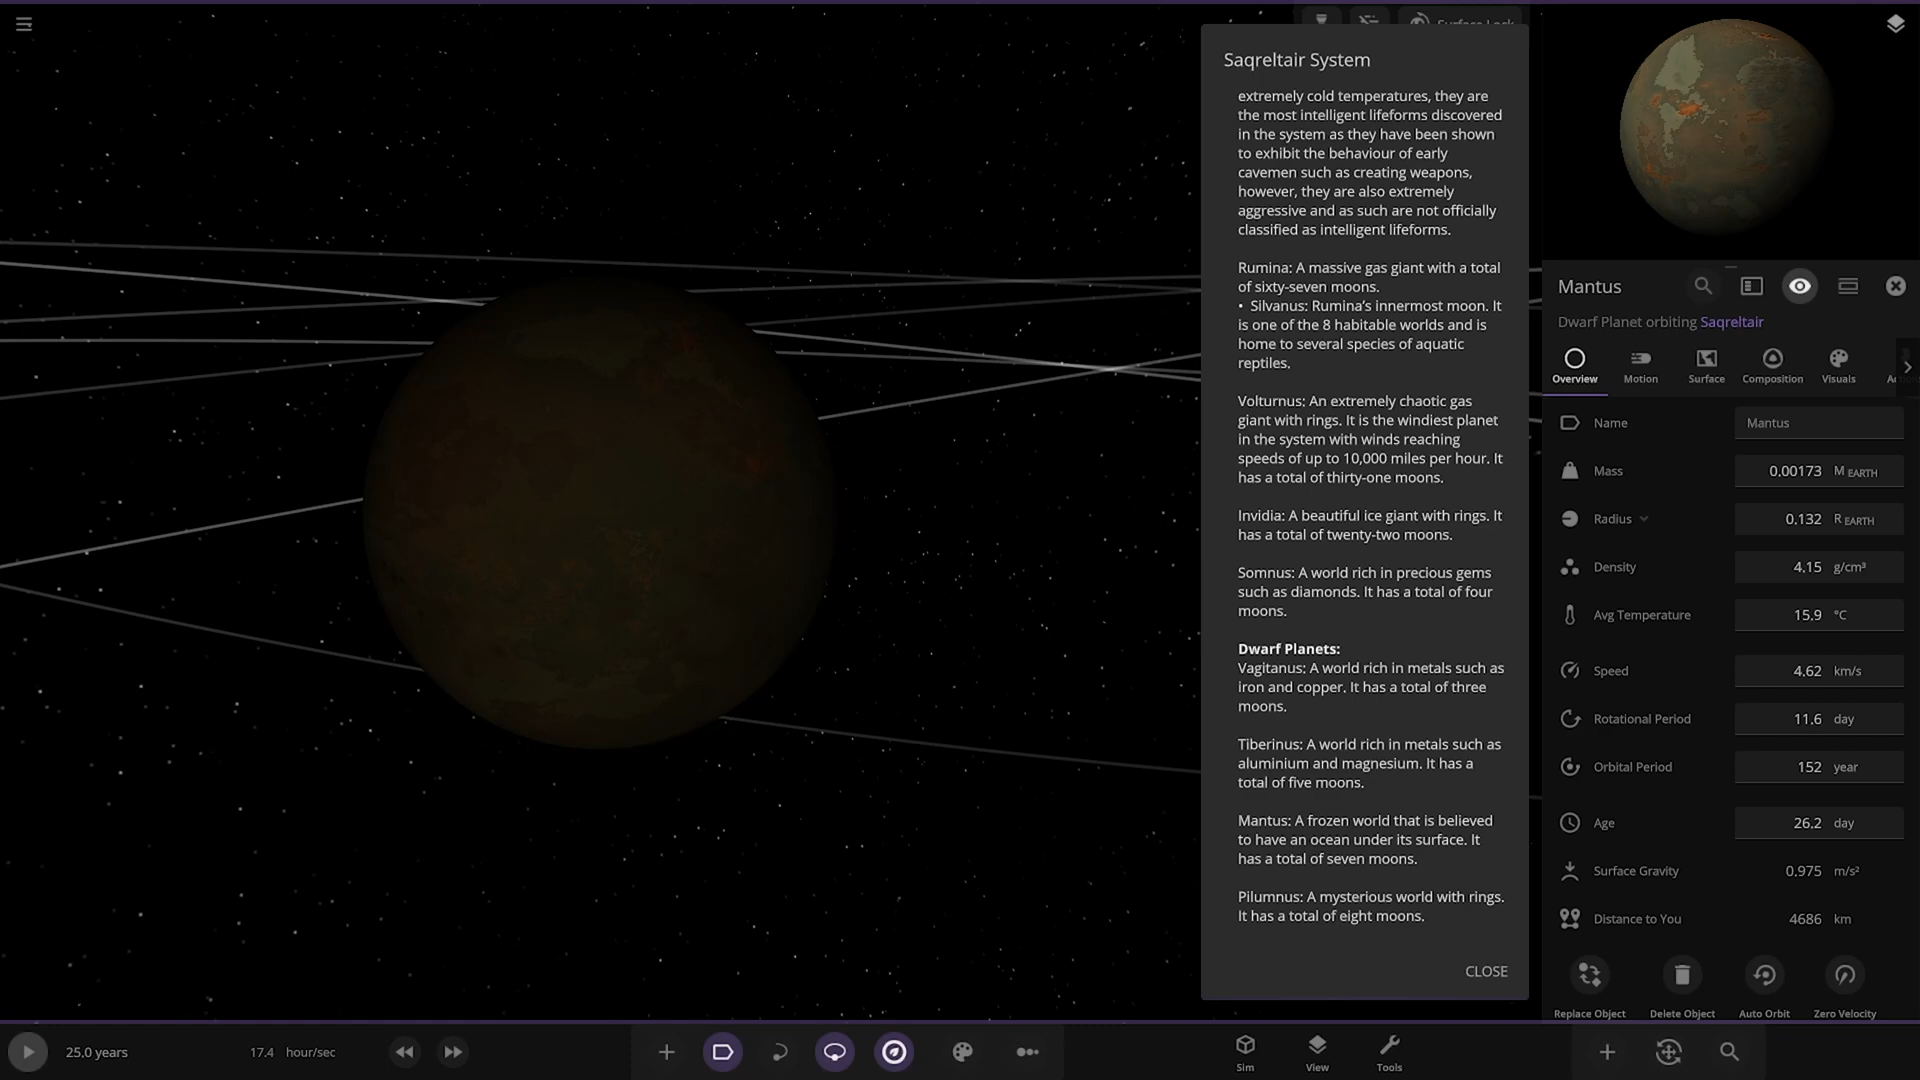 Surface Lock
Saqreltair System
extremely cold temperatures, they are
the most intelligent lifeforms discovered
in the system as they have been shown
to exhibit the behaviour of early
cavemen such as creating weapons,
however, they are also extremely
aggressive and as such are not officially
classified as intelligent lifeforms.
Rumina: A massive gas giant with a total
of sixty-seven moons.
• Silvanus: Rumina's innermost moon. It
is one of the 8 habitable worlds and is
home to several species of aquatic
reptiles.
Volturnus: An extremely chaotic gas
giant with rings. It is the windiest planet
in the system with winds reaching
speeds of up to 10,000 miles per hour. It
has a total of thirty-one moons.
Invidia: A beautiful ice giant with rings. It
has a total of twenty-two moons.
Somnus: A world rich in precious gems
such as diamonds. It has a total of four
moons.
Dwarf Planets:
Vagitanus: A world rich in metals such as
iron and copper. It has a total of three
moons.
Tiberinus: A world rich in metals such as
aluminium and magnesium. It has a
total of five moons.
Mantus: A frozen world that is believed
to have an ocean under its surface. It
has a total of seven moons.
Pilumnus: A mysterious world with rings.
It has a total of eight moons.
CLOSE
Mantus
Dwarf Planet orbiting Saqreltair
Overview Motion Surface Composition Visuals
Name Mantus
Mass 0.00173 M EARTH
Radius 0.132 R EARTH
Density 4.15 g/cm³
Avg Temperature 15.9 °C
Speed 4.62 km/s
Rotational Period 11.6 day
Orbital Period 152 year
Age 26.2 day
Surface Gravity 0.975 m/s²
Distance to You 4686 km
Replace Object Delete Object Auto Orbit Zero Velocity
25.0 years 17.4 hour/sec
Sim View Tools